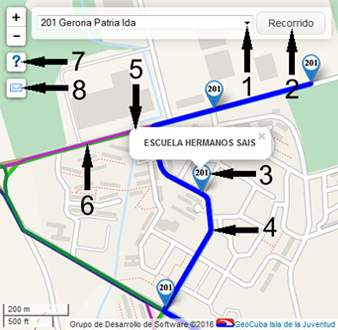 +
201 Gerona Patria Ida
Recorrido
−
?
7
8
5
1
2
201
201
ESCUELA HERMANOS SAIS ×
201
3
6
4
201
200 m
500 ft
Grupo de Desarrollo de Software ©2016 GeoCuba Isla de la Juventud